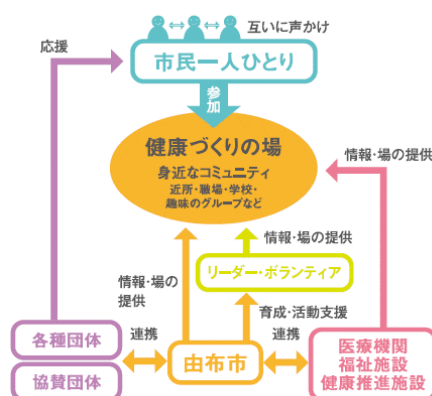 互いに声かけ
応援
市民一人ひとり
参加
健康づくりの場
身近なコミュニティ
近所・職場・学校・
趣味のグループなど
情報・場の提供
情報・場の提供
リーダー・ボランティア
情報・場の
提供
育成・活動支援
各種団体
連携
連携
医療機関
福祉施設
健康推進施設
由布市
協賛団体